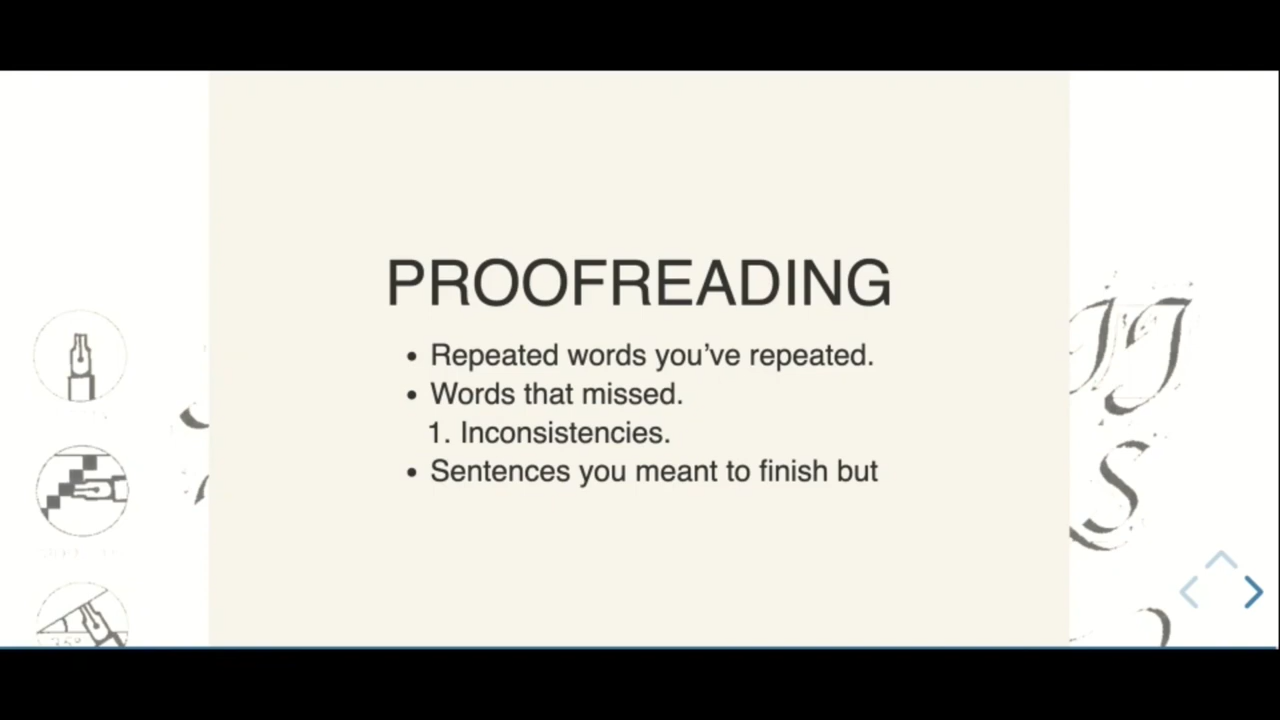 PROOFREADING
• Repeated words you’ve repeated.
• Words that missed.
1. Inconsistencies.
• Sentences you meant to finish but